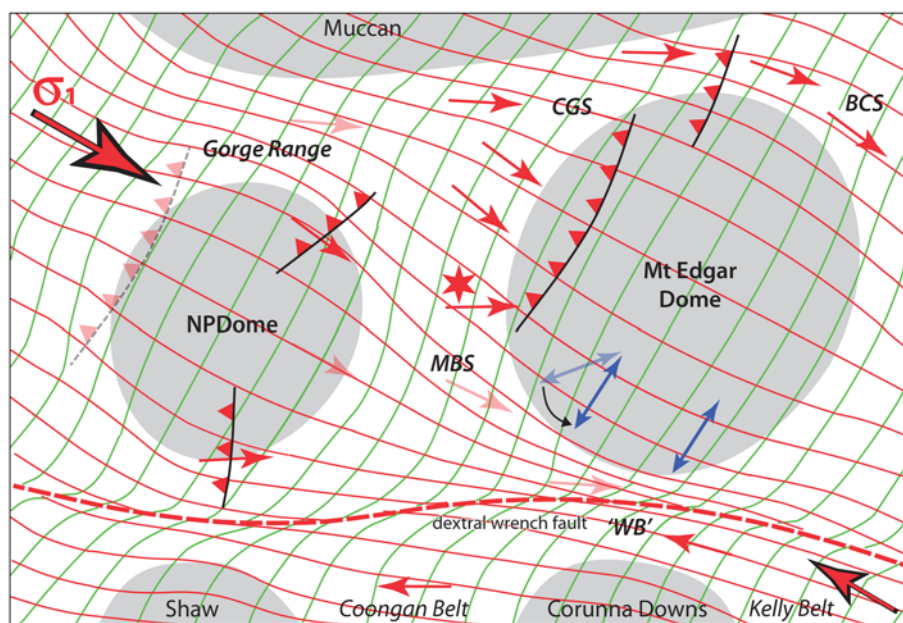 Muccan
σ1
CGS
BCS
Gorge Range
Mt Edgar
Dome
NPDome
MBS
dextral wrench fault
'WB'
Shaw
Coongan Belt
Corunna Downs
Kelly Belt